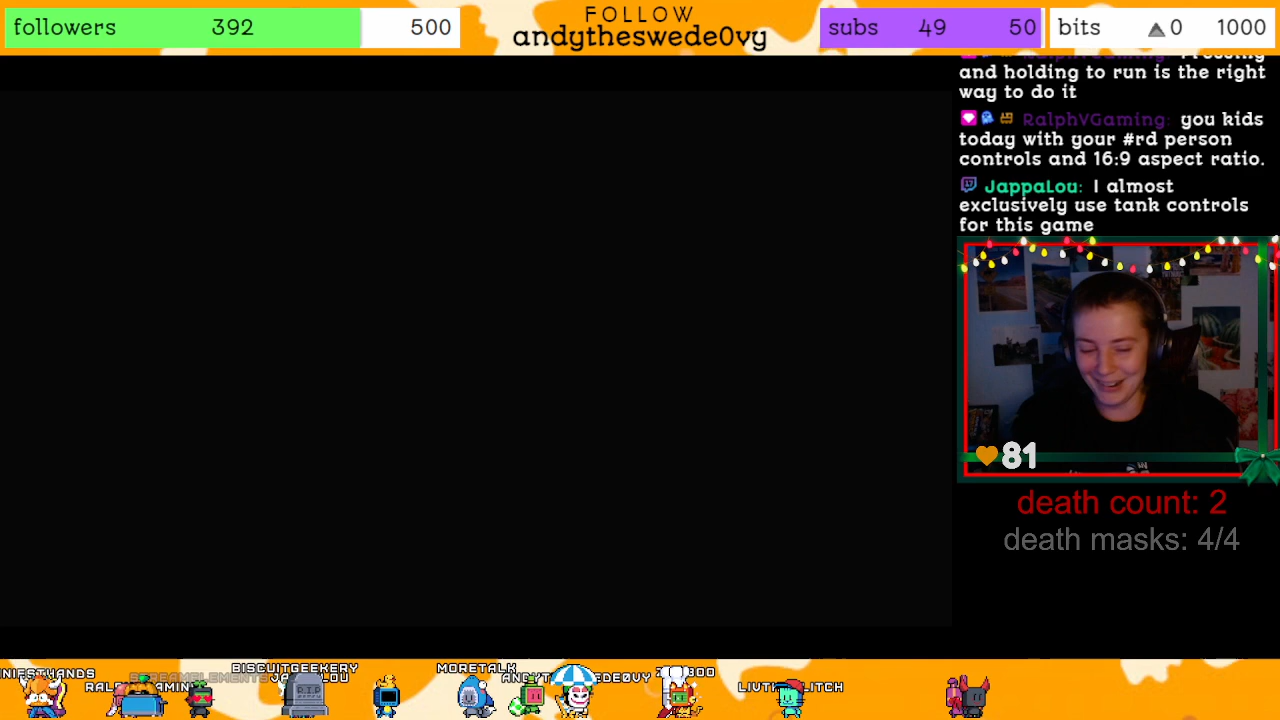 followers 392 500
FOLLOW
andytheswede0vy
subs 49 50
bits 0 1000
and holding to run is the right
way to do it
RalphVGaming: you kids
today with your #rd person
controls and 16:9 aspect ratio.
JappaLou: I almost
exclusively use tank controls
for this game
81
death count: 2
death masks: 4/4
BISCUITGEEKERY
MORETALK
R.I.P